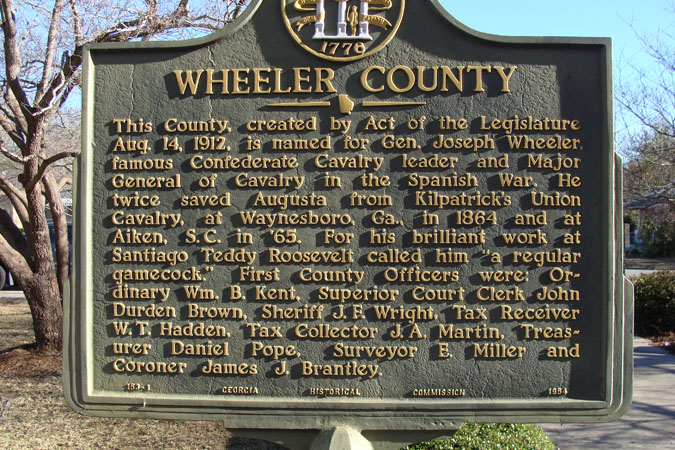 1776
WHEELER COUNTY
This County, created by Act of the Legislature
Aug. 14, 1912, is named for Gen. Joseph Wheeler,
famous Confederate Cavalry leader and Major
General of Cavalry in the Spanish War. He
twice saved Augusta from Kilpatrick's Union
Cavalry, at Waynesboro, Ga., in 1864 and at
Aiken, S.C. in '65. For his brilliant work at
Santiago Teddy Roosevelt called him "a regular
gamecock." First County Officers were: Or-
dinary Wm. B. Kent, Superior Court Clerk John
Durden Brown, Sheriff J.F. Wright, Tax Receiver
W.T. Hadden, Tax Collector J.A. Martin, Treas-
urer Daniel Pope, Surveyor E. Miller and
Coroner James J. Brantley.
153-1 GEORGIA HISTORICAL COMMISSION 1954